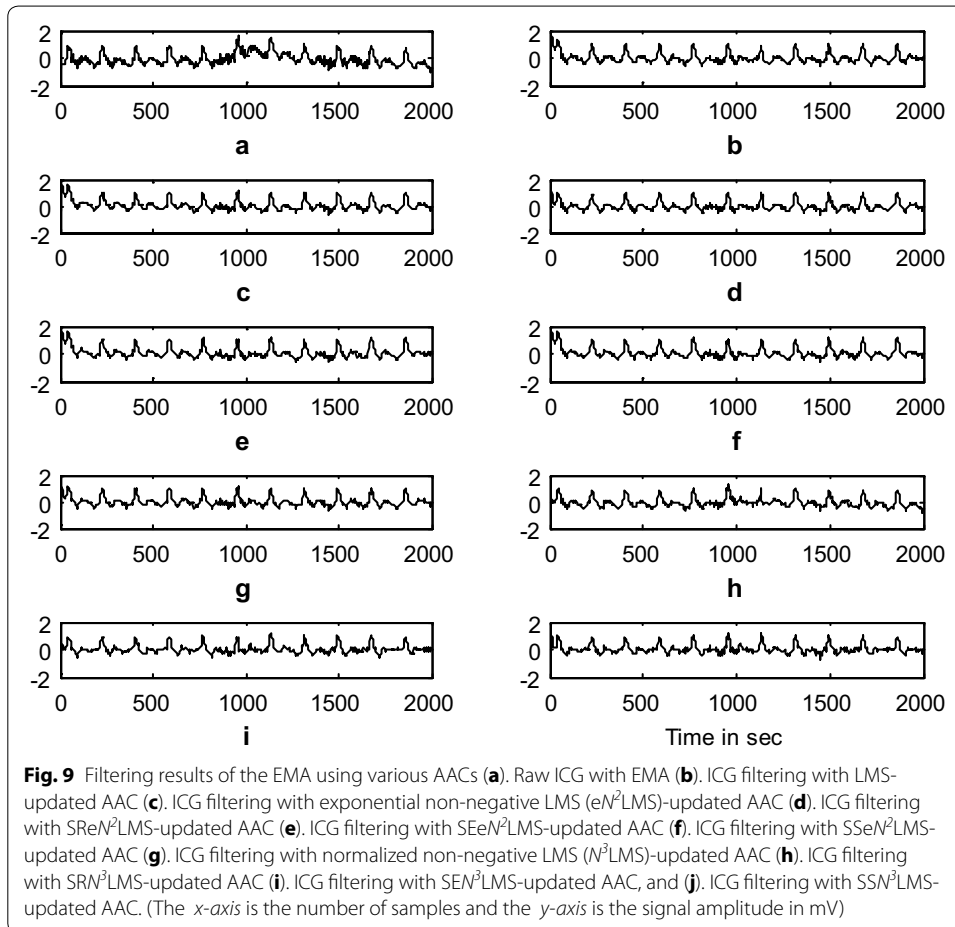 2
0
-2
0 500 1000 1500 2000
a
2
0
-2
0 500 1000 1500 2000
b
2
0
-2
0 500 1000 1500 2000
c
2
0
-2
0 500 1000 1500 2000
d
2
0
-2
0 500 1000 1500 2000
e
2
0
-2
0 500 1000 1500 2000
f
2
0
-2
0 500 1000 1500 2000
g
2
0
-2
0 500 1000 1500 2000
h
2
0
-2
0 500 1000 1500 2000
i
2
0
-2
0 500 1000 1500 2000
Time in sec
Fig. 9 Filtering results of the EMA using various AACs (a). Raw ICG with EMA (b). ICG filtering with LMS-
updated AAC (c). ICG filtering with exponential non-negative LMS (eN²LMS)-updated AAC (d). ICG filtering
with SReN²LMS-updated AAC (e). ICG filtering with SEeN²LMS-updated AAC (f). ICG filtering with SSeN²LMS-
updated AAC (g). ICG filtering with normalized non-negative LMS (N³LMS)-updated AAC (h). ICG filtering
with SRN³LMS-updated AAC (i). ICG filtering with SEN³LMS-updated AAC, and (j). ICG filtering with SSN³LMS-
updated AAC. (The x-axis is the number of samples and the y-axis is the signal amplitude in mV)